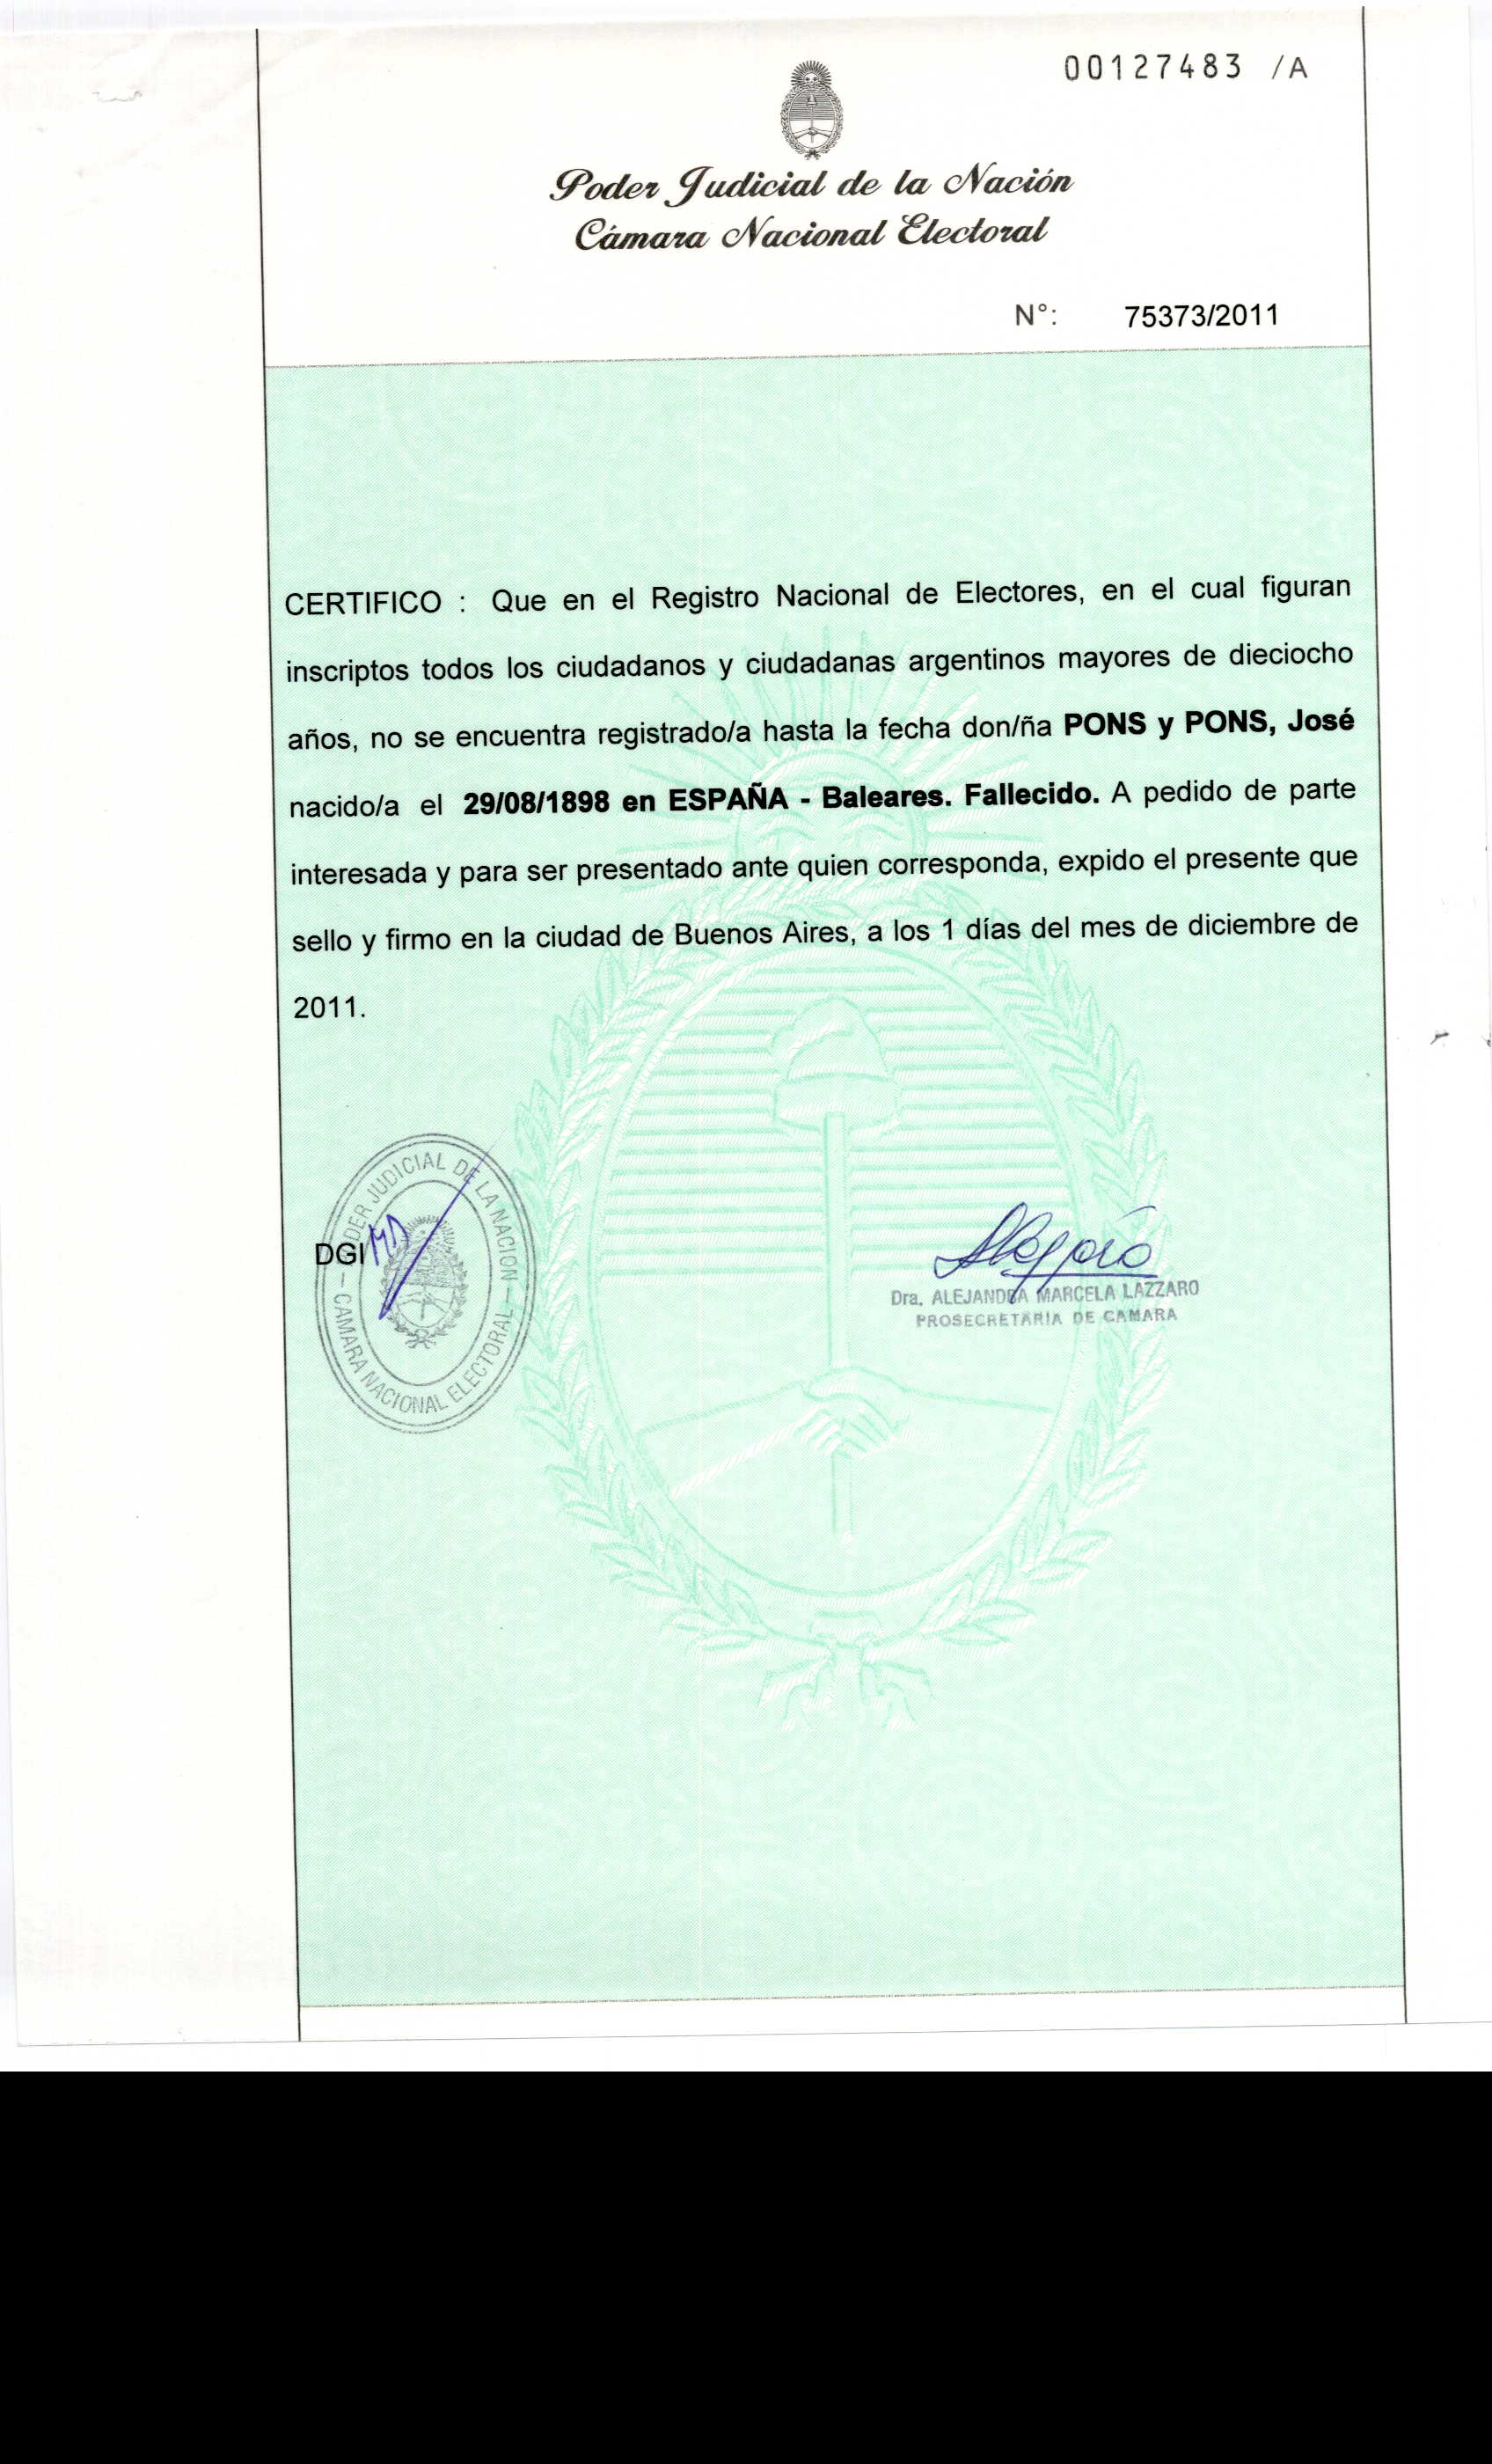 00127483 /A
Poder Judicial de la Nación
Cámara Nacional Electoral
N°: 75373/2011
CERTIFICO : Que en el Registro Nacional de Electores, en el cual figuran
inscriptos todos los ciudadanos y ciudadanas argentinos mayores de dieciocho
años, no se encuentra registrado/a hasta la fecha don/ña PONS y PONS, José
nacido/a el 29/08/1898 en ESPAÑA - Baleares. Fallecido. A pedido de parte
interesada y para ser presentado ante quien corresponda, expido el presente que
sello y firmo en la ciudad de Buenos Aires, a los 1 días del mes de diciembre de
2011.
PODER JUDICIAL DE LA NACION
DGI
— CAMARA NACIONAL ELECTORAL —
Dra. ALEJANDRA MARCELA LAZZARO
PROSECRETARIA DE CAMARA